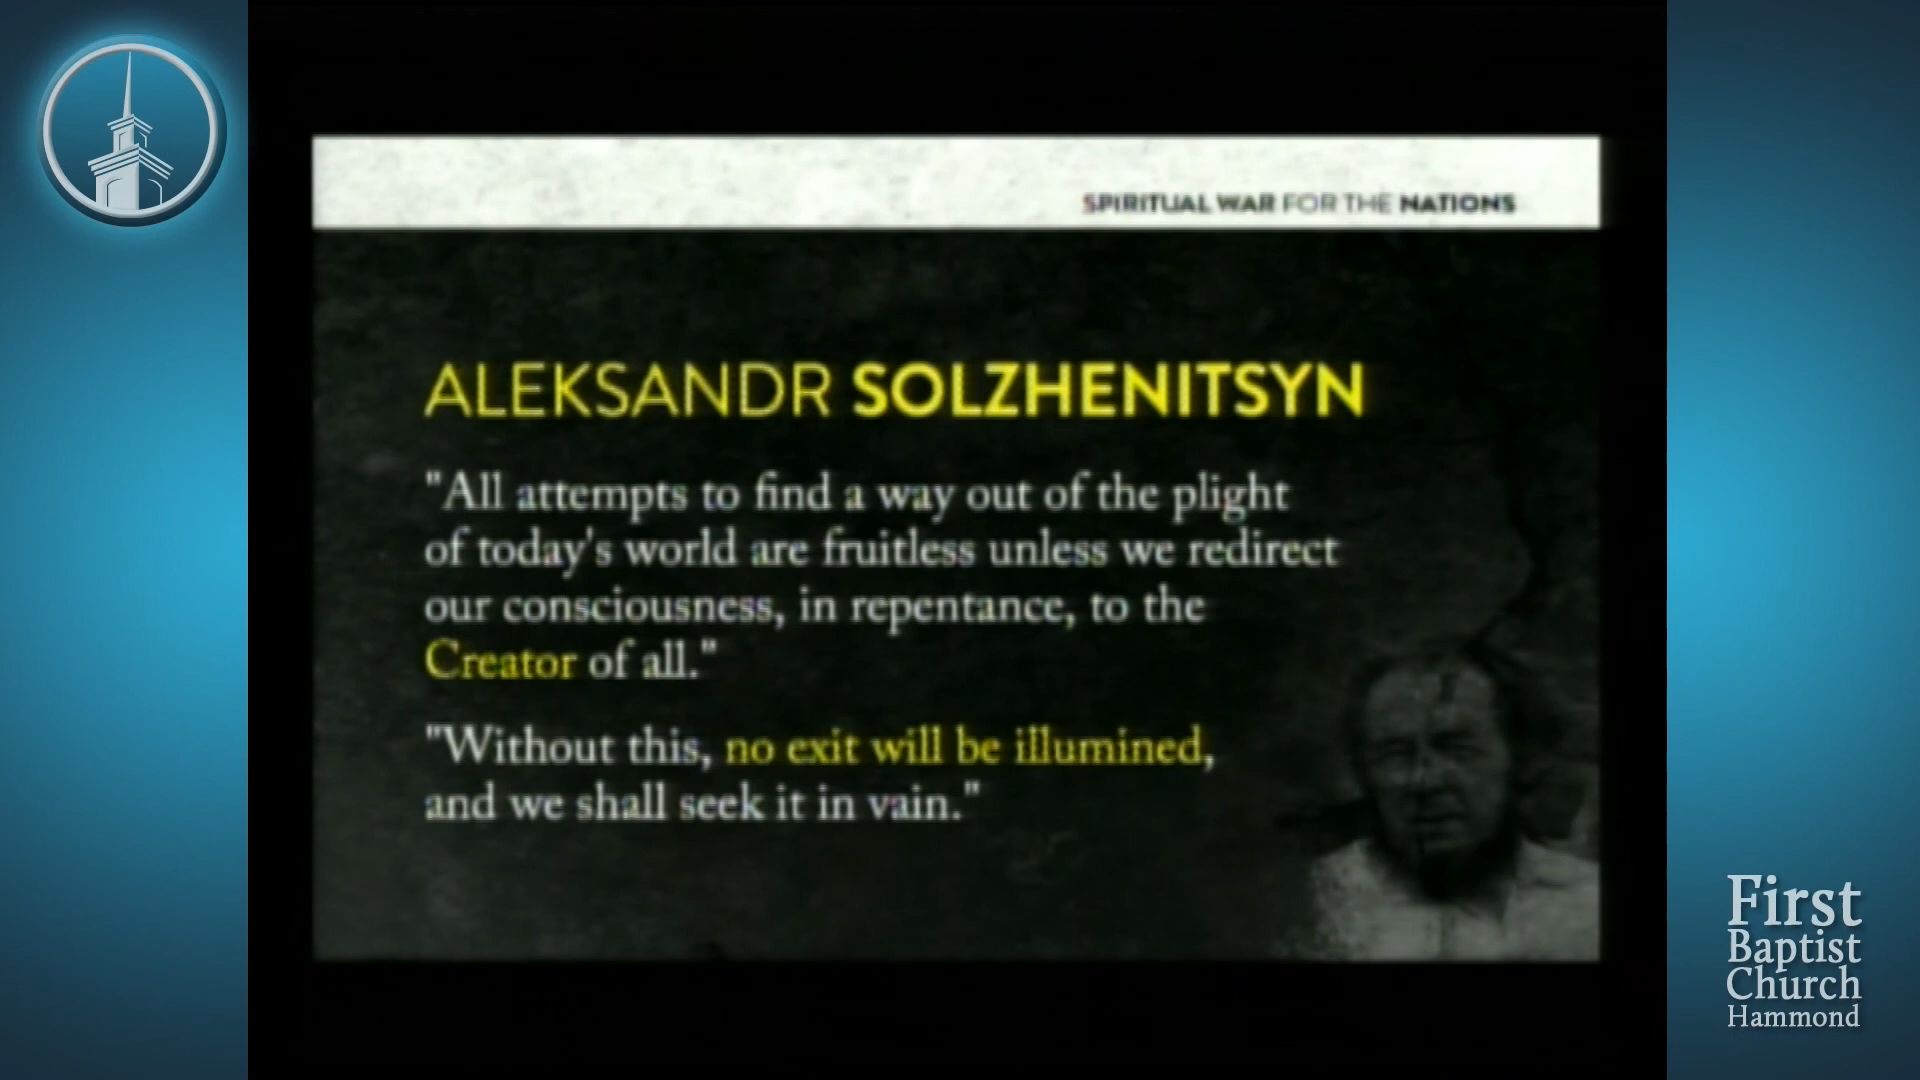 SPIRITUAL WAR FOR THE NATIONS
ALEKSANDR SOLZHENITSYN
"All attempts to find a way out of the plight
of today's world are fruitless unless we redirect
our consciousness, in repentance, to the
Creator of all."
"Without this, no exit will be illumined,
and we shall seek it in vain."
First
Baptist
Church
Hammond